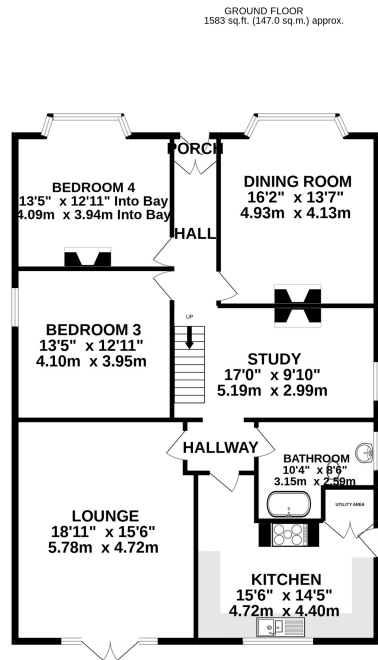 GROUND FLOOR
1583 sq.ft. (147.0 sq.m.) approx.
PORCH
BEDROOM 4
13'5" x 12'11" Into Bay
4.09m x 3.94m Into Bay
DINING ROOM
16'2" x 13'7"
4.93m x 4.13m
HALL
UP
BEDROOM 3
13'5" x 12'11"
4.10m x 3.95m
STUDY
17'0" x 9'10"
5.19m x 2.99m
HALLWAY
BATHROOM
10'4" x 8'6"
3.15m x 2.59m
UTILITY AREA
LOUNGE
18'11" x 15'6"
5.78m x 4.72m
KITCHEN
15'6" x 14'5"
4.72m x 4.40m